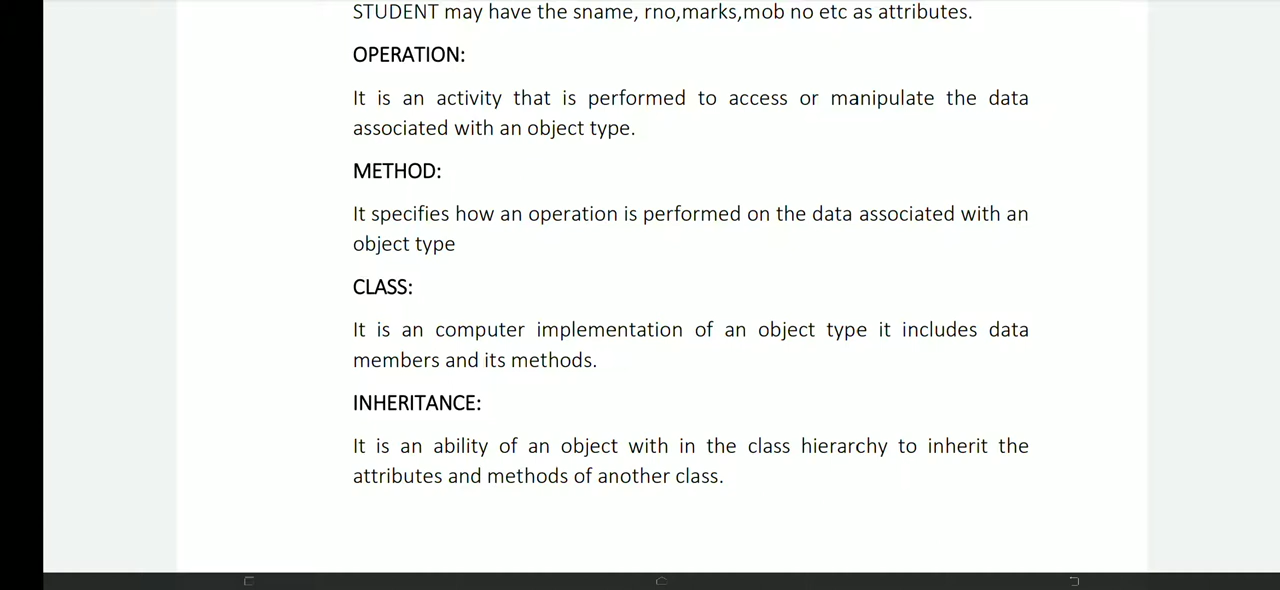 STUDENT may have the sname, rno,marks,mob no etc as attributes.
OPERATION:
It is an activity that is performed to access or manipulate the data
associated with an object type.
METHOD:
It specifies how an operation is performed on the data associated with an
object type
CLASS:
It is an computer implementation of an object type it includes data
members and its methods.
INHERITANCE:
It is an ability of an object with in the class hierarchy to inherit the
attributes and methods of another class.